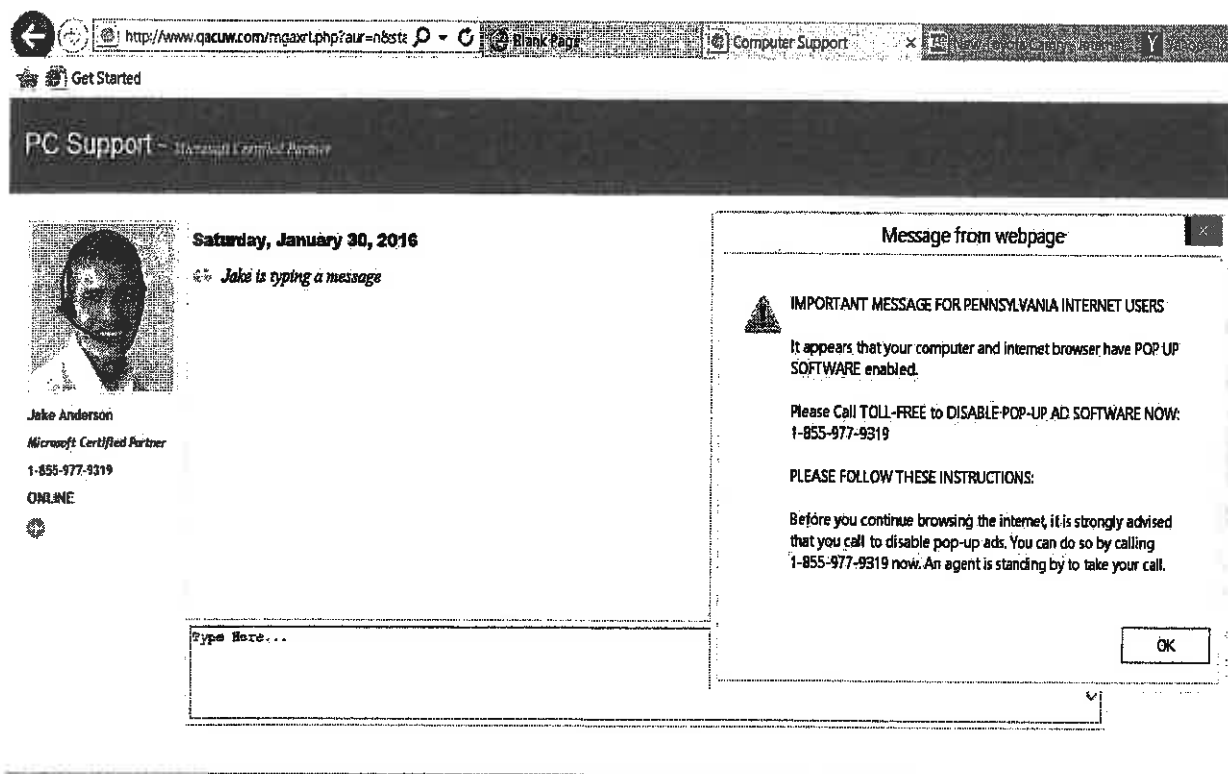 http://www.qacuw.com/mgaxrt.php?aur=n&sta
Blank Page
Computer Support
Get Started
PC Support - Microsoft Certified Partner
Saturday, January 30, 2016
Jake is typing a message
Jake Anderson
Microsoft Certified Partner
1-855-977-9319
ONLINE
Type Here...
Message from webpage
IMPORTANT MESSAGE FOR PENNSYLVANIA INTERNET USERS
It appears that your computer and internet browser have POP UP
SOFTWARE enabled.
Please Call TOLL-FREE to DISABLE POP-UP AD SOFTWARE NOW:
1-855-977-9319
PLEASE FOLLOW THESE INSTRUCTIONS:
Before you continue browsing the internet, it is strongly advised
that you call to disable pop-up ads. You can do so by calling
1-855-977-9319 now. An agent is standing by to take your call.
OK